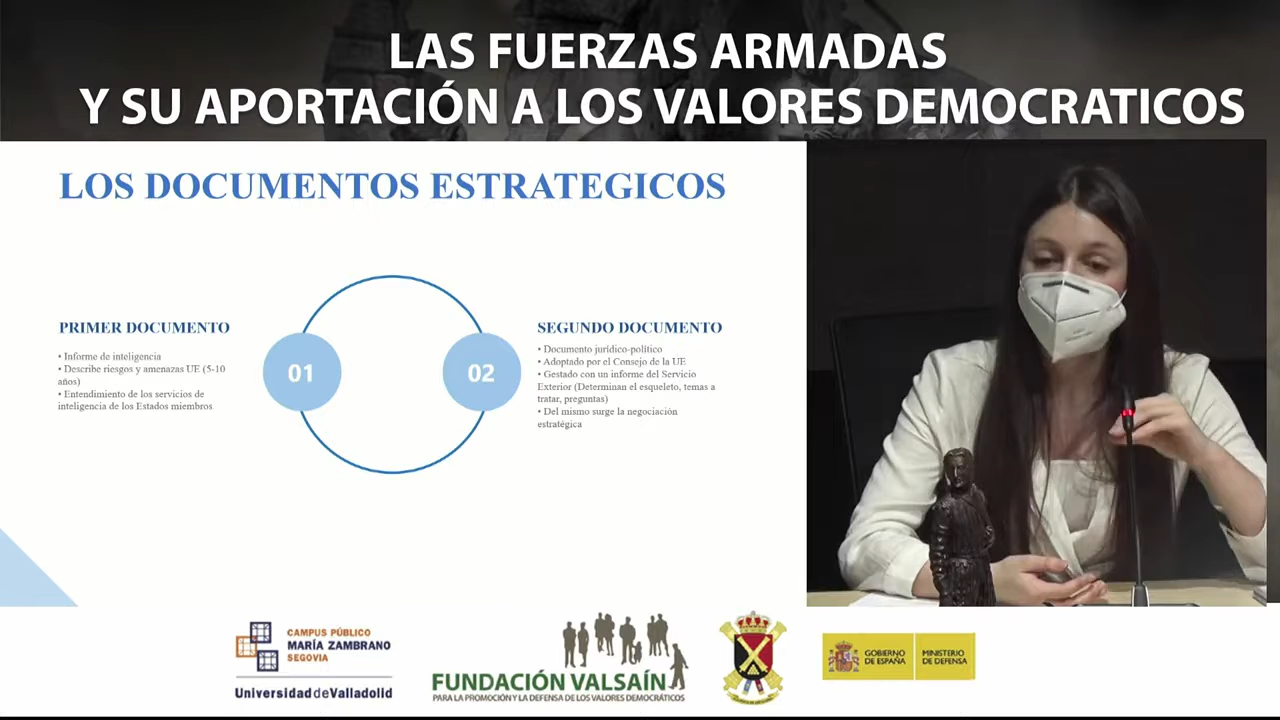 LAS FUERZAS ARMADAS
Y SU APORTACIÓN A LOS VALORES DEMOCRATICOS
LOS DOCUMENTOS ESTRATEGICOS
PRIMER DOCUMENTO
• Informe de inteligencia
• Describe riesgos y amenazas UE (5-10
años)
• Entendimiento de los servicios de
inteligencia de los Estados miembros
01
02
SEGUNDO DOCUMENTO
• Documento jurídico-político
• Adoptado por el Consejo de la UE
• Gestado con un informe del Servicio
Exterior (Determinan el esqueleto, temas a
tratar, preguntas)
• Del mismo surge la negociación
estratégica
CAMPUS PÚBLICO
MARÍA ZAMBRANO
SEGOVIA
Universidad de Valladolid
FUNDACIÓN VALSAÍN
PARA LA PROMOCIÓN Y LA DEFENSA DE LOS VALORES DEMOCRÁTICOS
GOBIERNO
DE ESPAÑA
MINISTERIO
DE DEFENSA